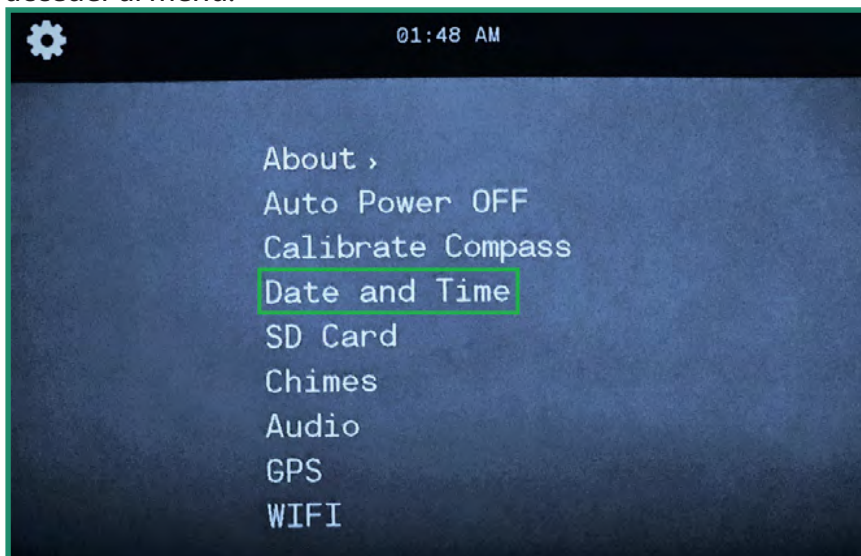 01:48 AM
About ›
Auto Power OFF
Calibrate Compass
Date and Time
SD Card
Chimes
Audio
GPS
WIFI